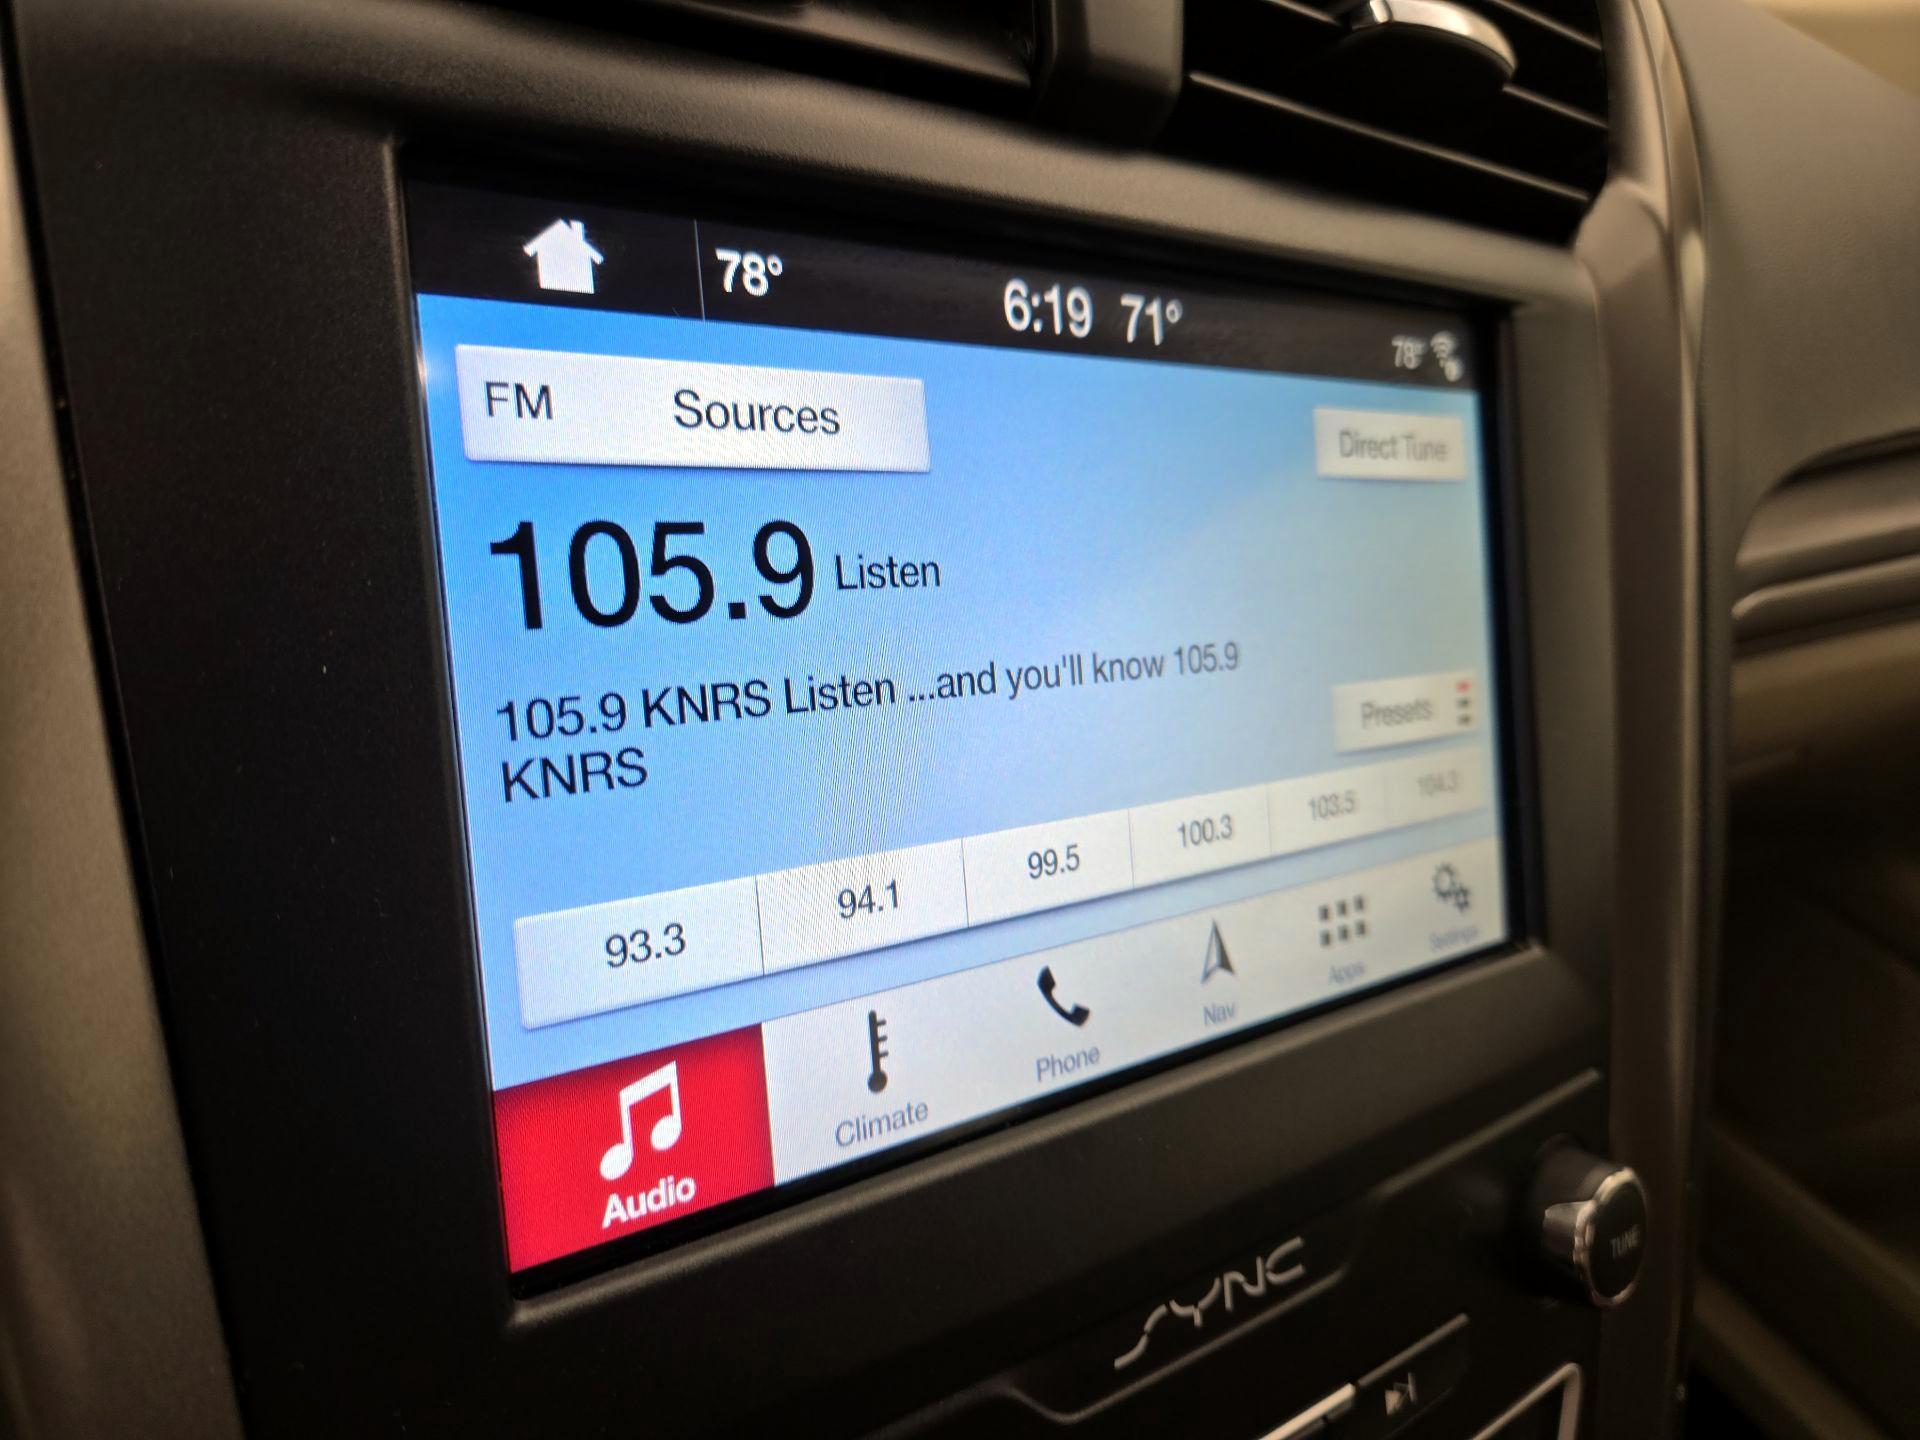 78° 6:19 71° 78°
FM Sources
Direct Tune
105.9 Listen
105.9 KNRS Listen ...and you'll know 105.9
KNRS
Presets
93.3 94.1 99.5 100.3 103.5 104.3
Audio Climate Phone Nav Apps Settings
SYNC
TUNE